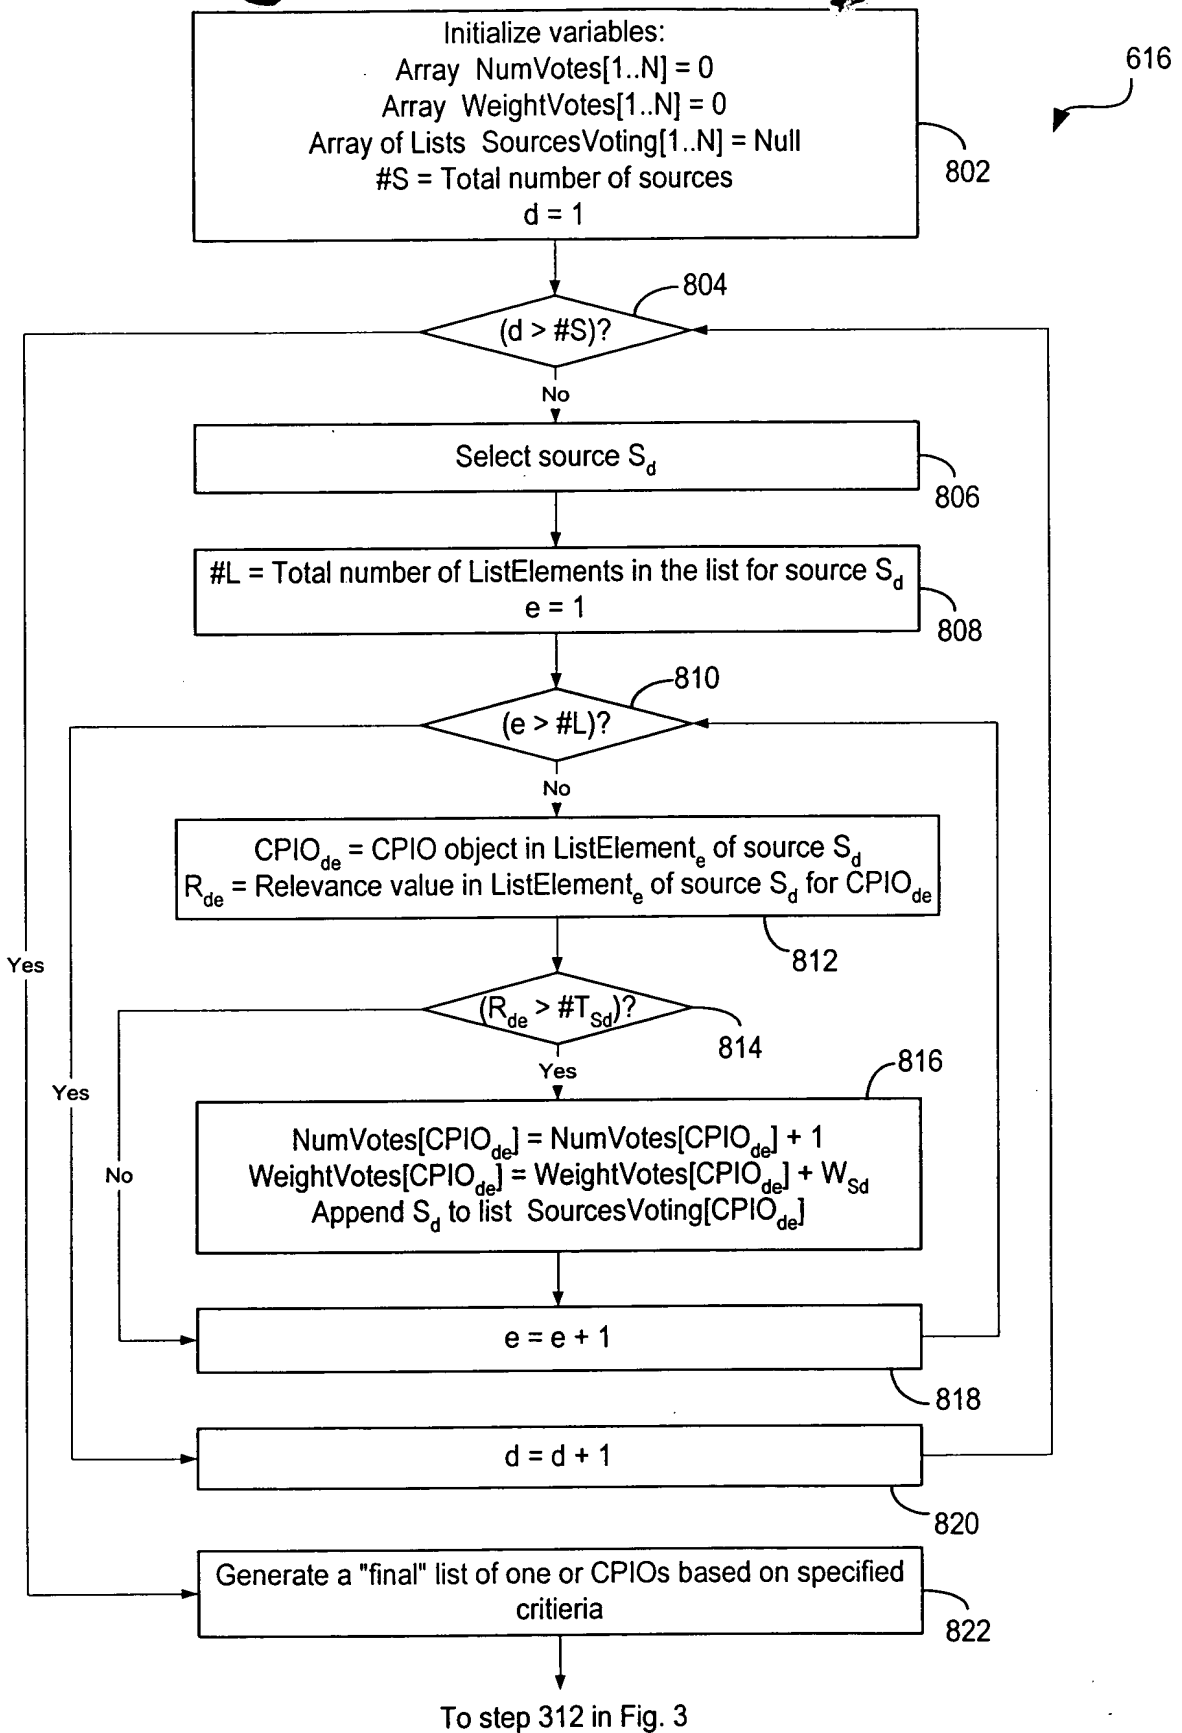 Initialize variables:
Array NumVotes[1..N] = 0
Array WeightVotes[1..N] = 0
Array of Lists SourcesVoting[1..N] = Null
#S = Total number of sources
d = 1
616
802
804
(d > #S)?
No
Select source S_d
806
#L = Total number of ListElements in the list for source S_d
e = 1
808
810
(e > #L)?
No
CPIO_de = CPIO object in ListElement_e of source S_d
R_de = Relevance value in ListElement_e of source S_d for CPIO_de
812
Yes
(R_de > #T_Sd)?
814
Yes
816
Yes
NumVotes[CPIO_de] = NumVotes[CPIO_de] + 1
WeightVotes[CPIO_de] = WeightVotes[CPIO_de] + W_Sd
Append S_d to list SourcesVoting[CPIO_de]
No
e = e + 1
818
d = d + 1
820
Generate a "final" list of one or CPIOs based on specified
critieria
822
To step 312 in Fig. 3